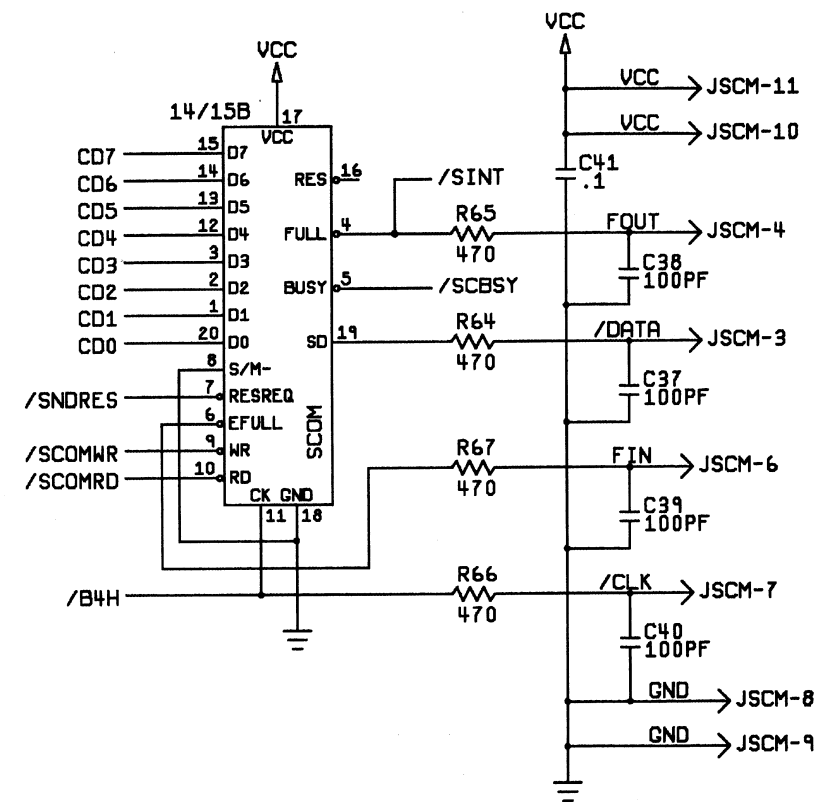 VCC
VCC
VCC JSCM-11
14/15B
17
VCC
VCC JSCM-10
CD7 15 D7
CD6 14 D6 RES 16 /SINT
C41
.1
CD5 13 D5
CD4 12 D4 FULL 4 R65 FOUT JSCM-4
470
CD3 3 D3
C38
100PF
CD2 2 D2 BUSY 5 /SCBSY
CD1 1 D1
CD0 20 D0 SD 19 R64 /DATA JSCM-3
470
8 S/M-
C37
100PF
/SNDRES 7 RESREQ
6 EFULL
SCOM
/SCOMWR 9 WR
R67 FIN JSCM-6
470
/SCOMRD 10 RD
CK GND
11 18
C39
100PF
/B4H R66 /CLK JSCM-7
470
C40
100PF
GND JSCM-8
GND JSCM-9